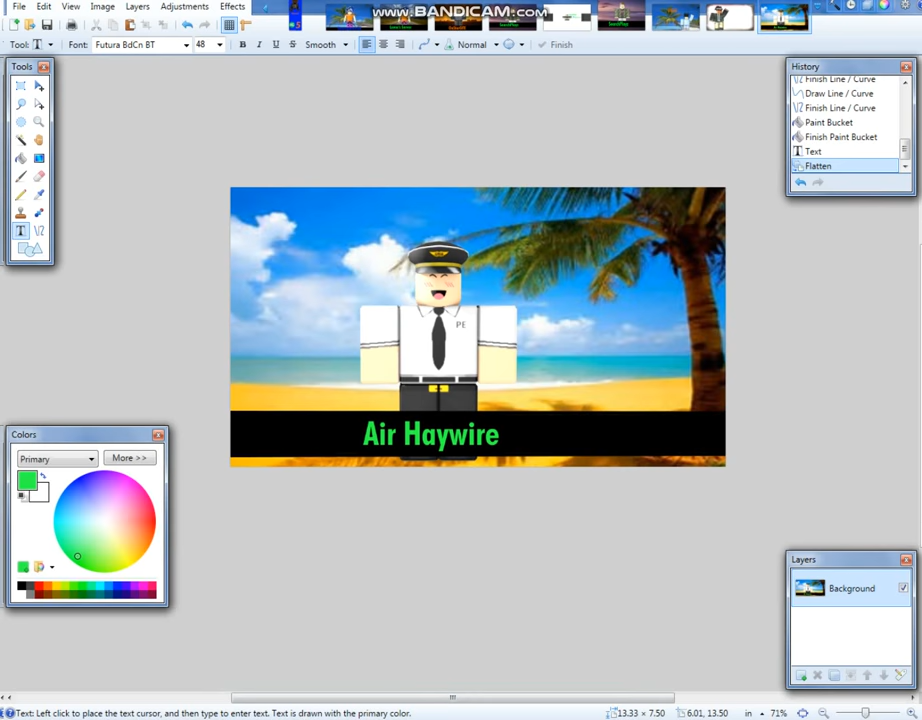 File Edit View Image Layers Adjustments Effects
WWW.BANDICAM.COM
Tool: T Font: Futura BdCn BT 48 B I U S Smooth Normal Finish
Tools
History
Finish Line / Curve
Draw Line / Curve
Finish Line / Curve
Paint Bucket
Finish Paint Bucket
Text
Flatten
PE
Air Haywire
Colors
Primary More >>
Layers
Background
Text: Left click to place the text cursor, and then type to enter text. Text is drawn with the primary color. 13.33 × 7.50 6.01, 13.50 in 71%